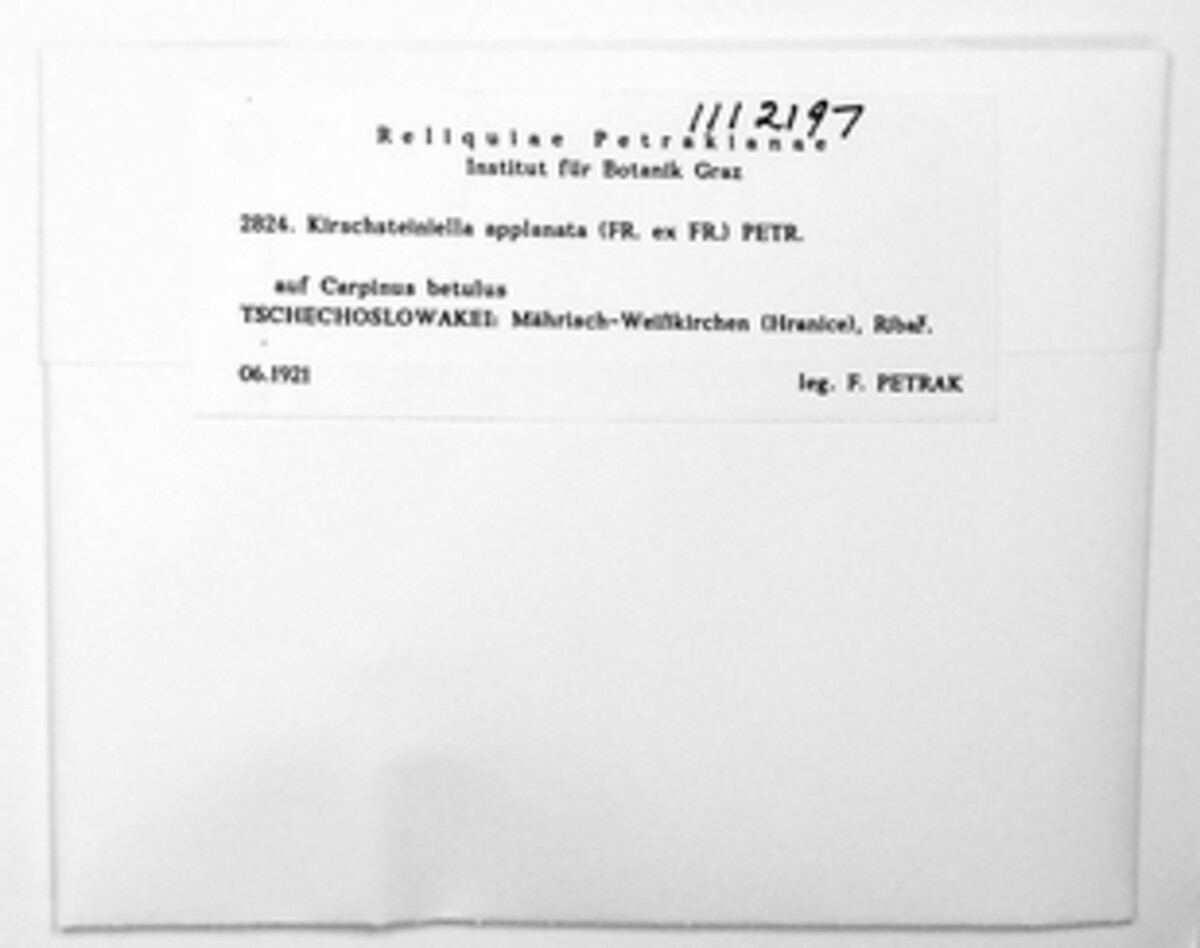 1112197
Reliquiae Petrakianae
Institut für Botanik Graz
2824. Kirschsteiniella applanata (FR. ex FR.) PETR.
auf Carpinus betulus
TSCHECHOSLOWAKEI: Mährisch-Weißkirchen (Hranice), Ribař.
06.1921
leg. F. PETRAK